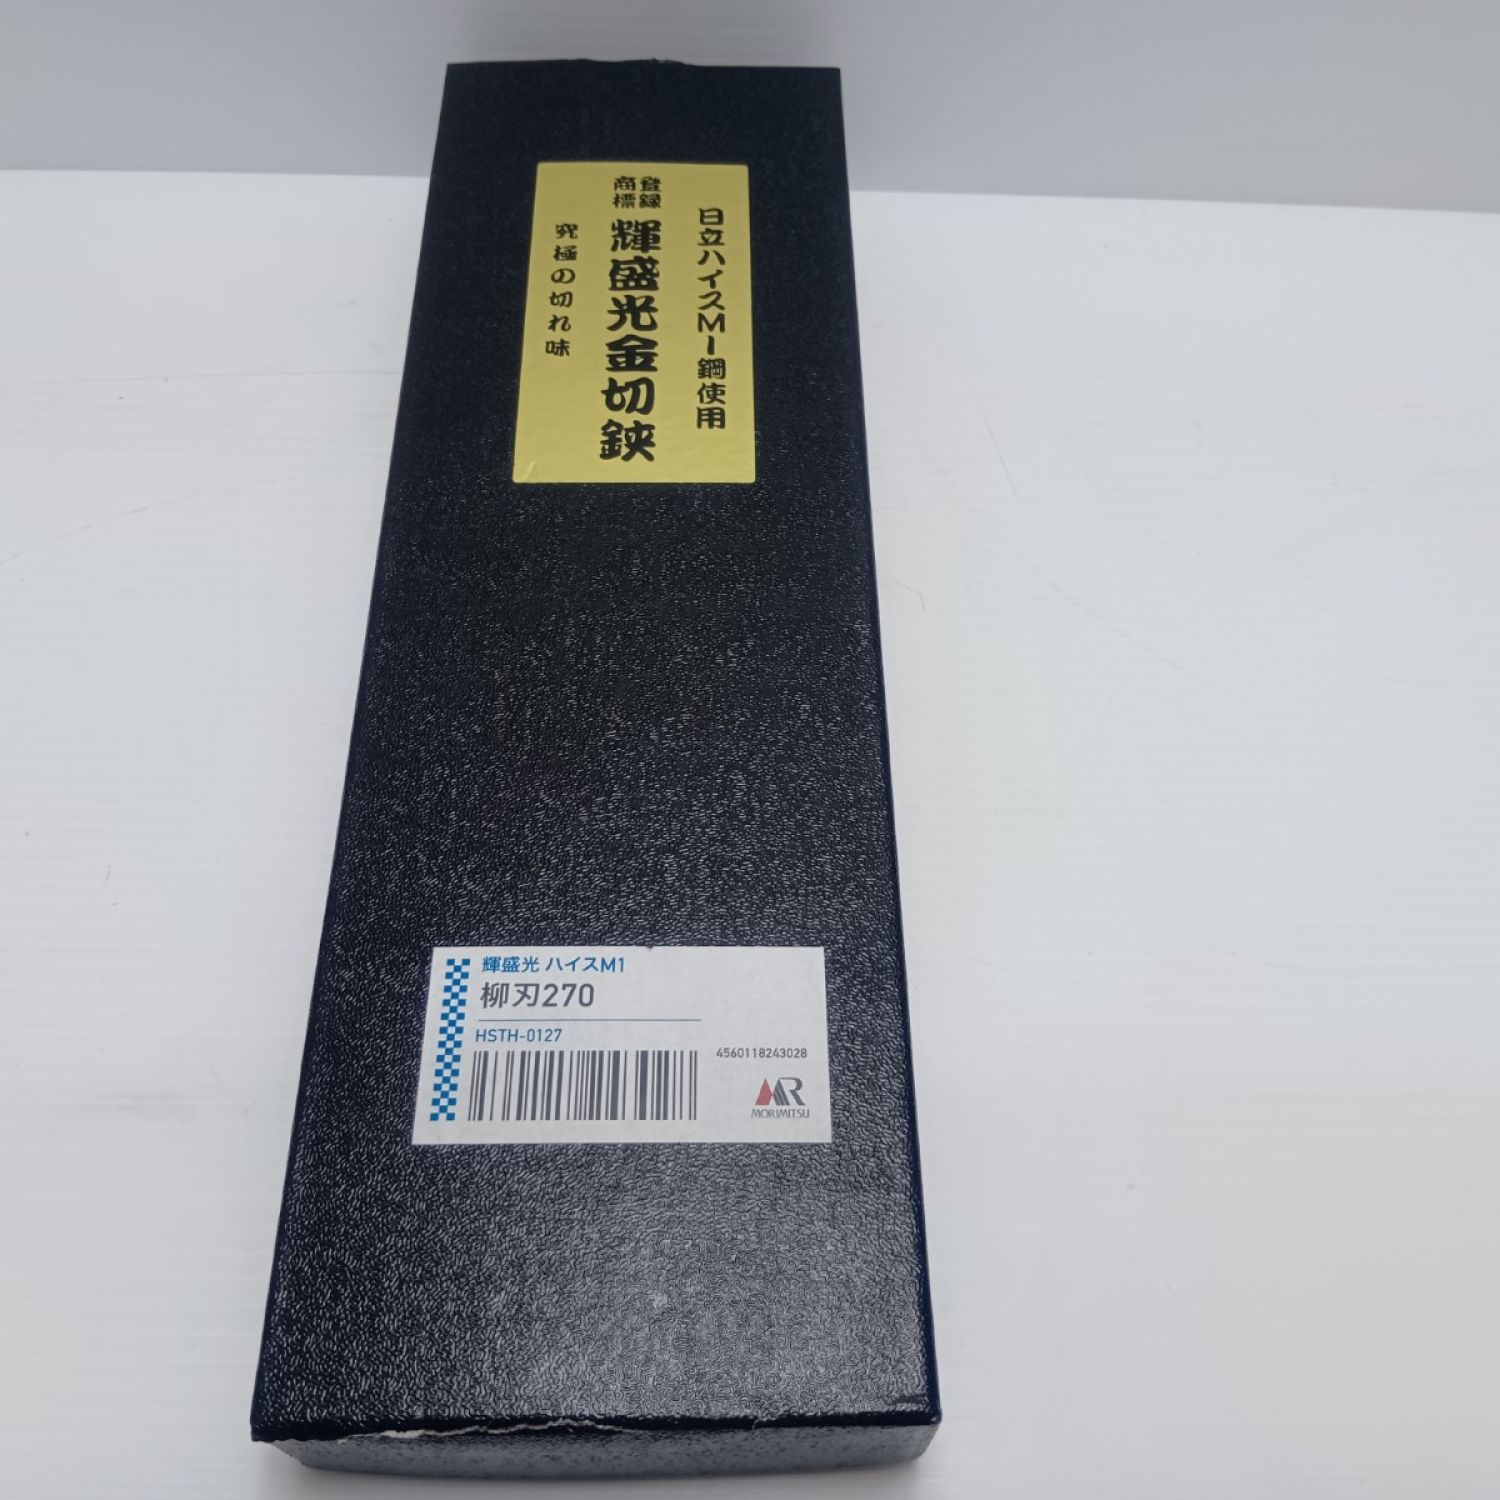 日立ハイスM1鋼使用
登録商標
輝盛光金切鋏
究極の切れ味
輝盛光 ハイスM1
柳刃270
HSTH-0127
4560118243028
MORIMITSU